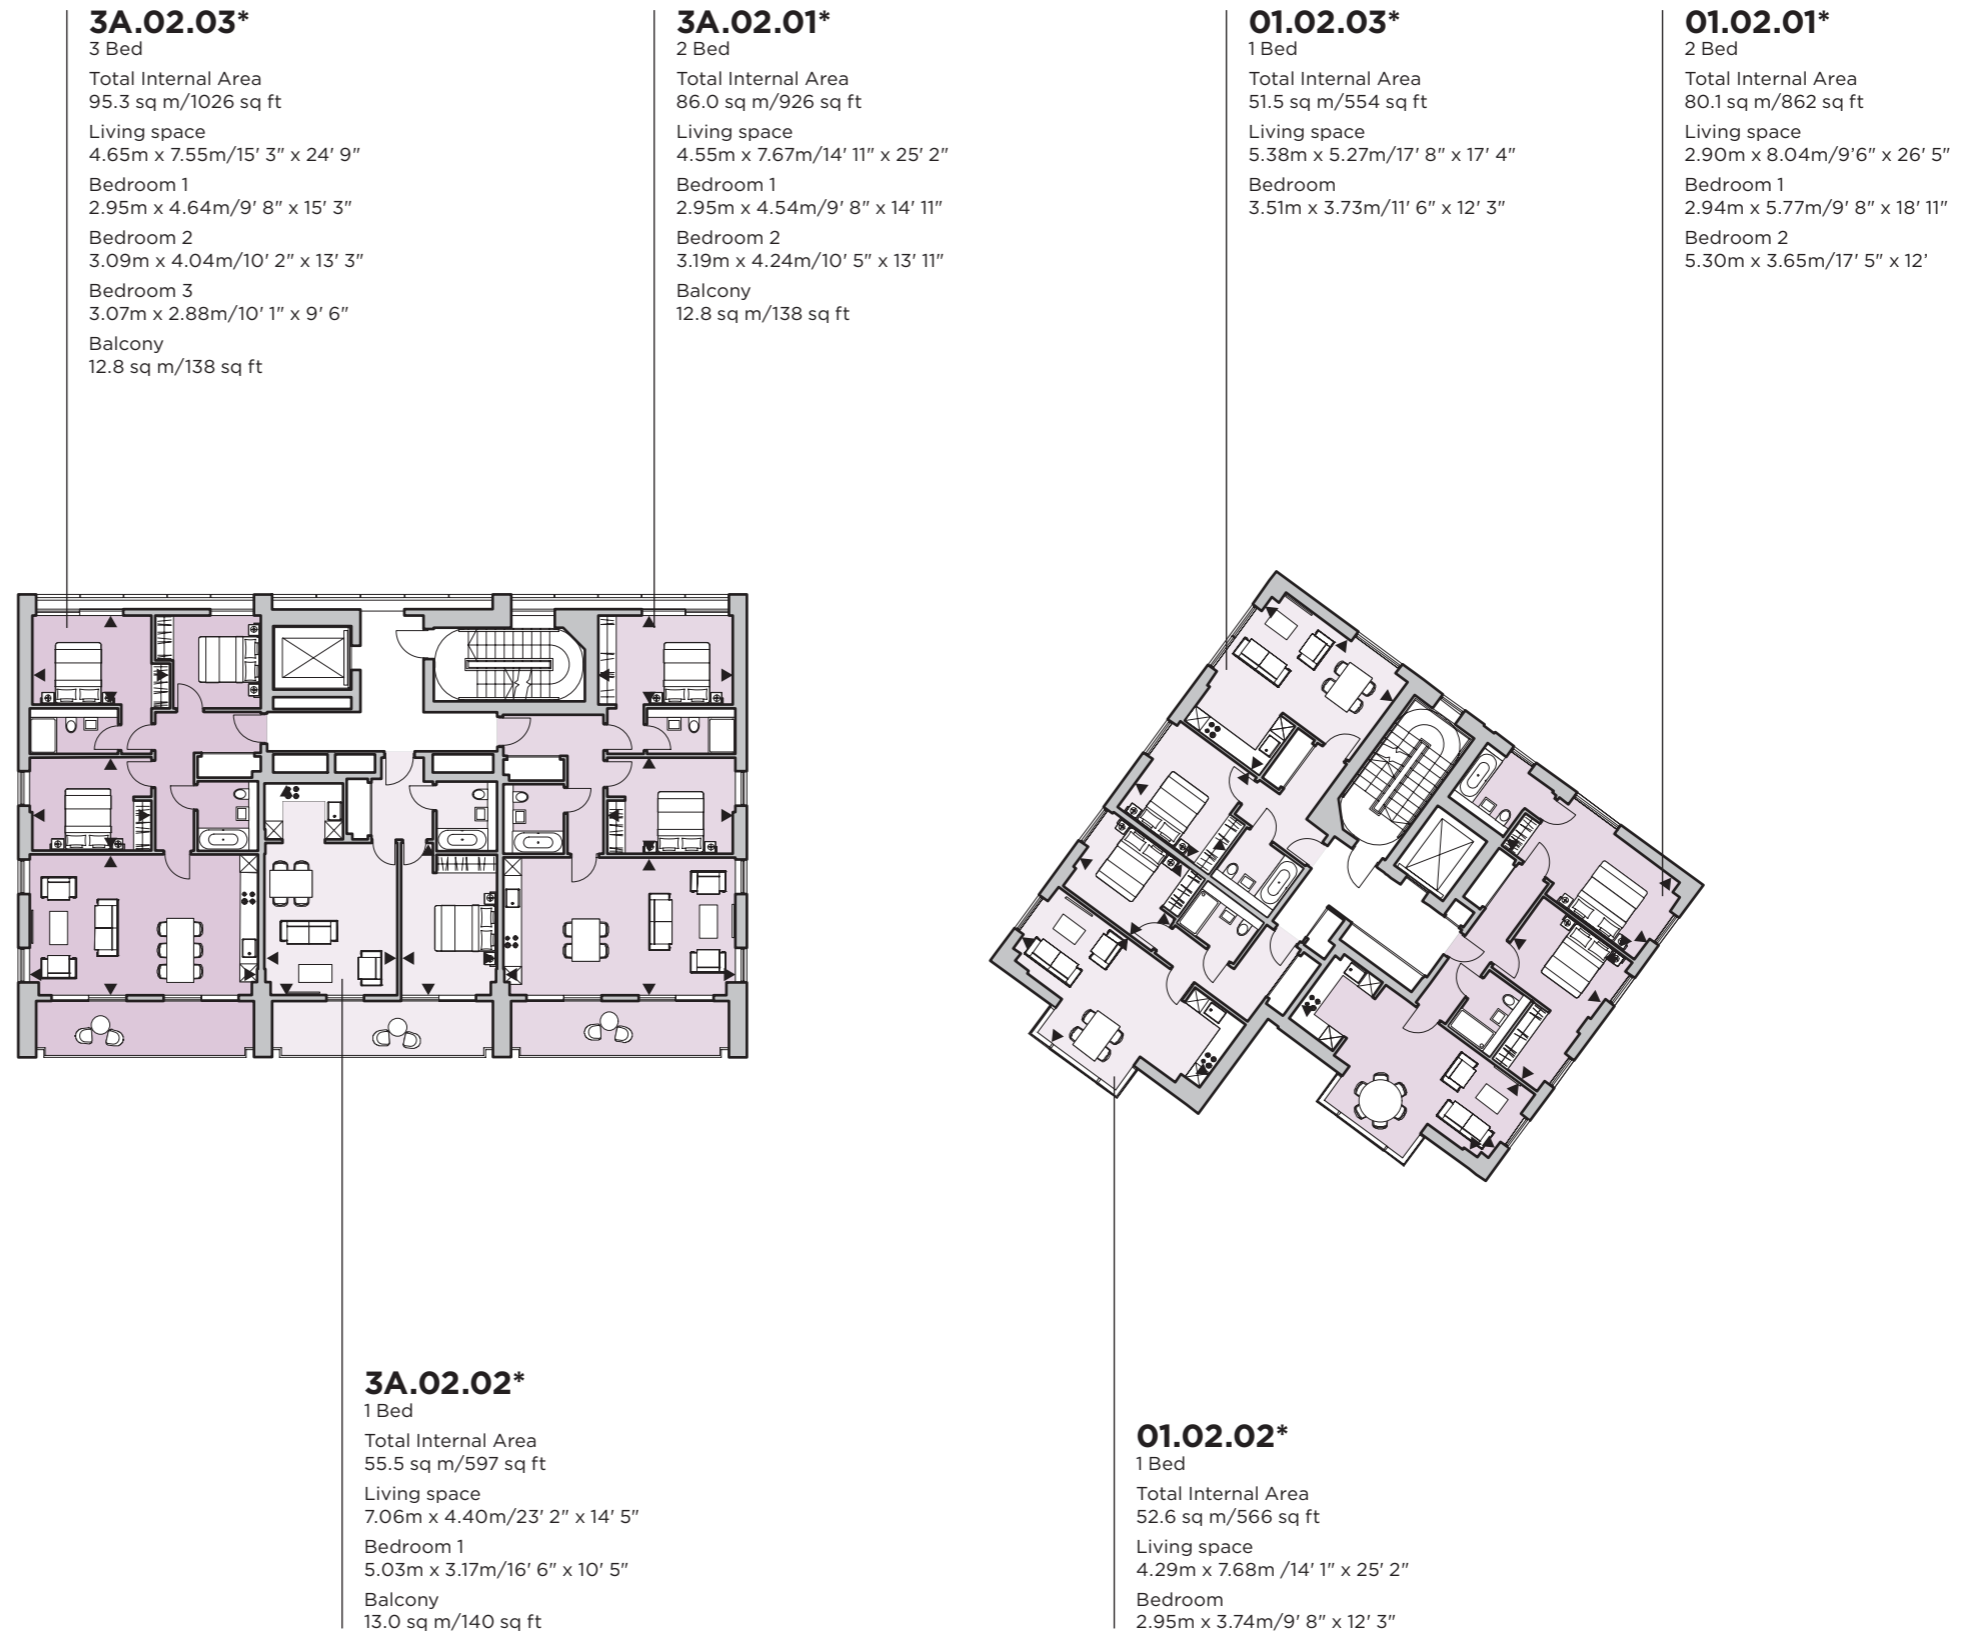 3A.02.03*
3 Bed
Total Internal Area
95.3 sq m/1026 sq ft
Living space
4.65m x 7.55m/15' 3" x 24' 9"
Bedroom 1
2.95m x 4.64m/9' 8" x 15' 3"
Bedroom 2
3.09m x 4.04m/10' 2" x 13' 3"
Bedroom 3
3.07m x 2.88m/10' 1" x 9' 6"
Balcony
12.8 sq m/138 sq ft
3A.02.01*
2 Bed
Total Internal Area
86.0 sq m/926 sq ft
Living space
4.55m x 7.67m/14' 11" x 25' 2"
Bedroom 1
2.95m x 4.54m/9' 8" x 14' 11"
Bedroom 2
3.19m x 4.24m/10' 5" x 13' 11"
Balcony
12.8 sq m/138 sq ft
01.02.03*
1 Bed
Total Internal Area
51.5 sq m/554 sq ft
Living space
5.38m x 5.27m/17' 8" x 17' 4"
Bedroom
3.51m x 3.73m/11' 6" x 12' 3"
01.02.01*
2 Bed
Total Internal Area
80.1 sq m/862 sq ft
Living space
2.90m x 8.04m/9’6" x 26' 5"
Bedroom 1
2.94m x 5.77m/9' 8" x 18' 11"
Bedroom 2
5.30m x 3.65m/17' 5" x 12’
3A.02.02*
1 Bed
Total Internal Area
55.5 sq m/597 sq ft
Living space
7.06m x 4.40m/23' 2" x 14' 5"
Bedroom 1
5.03m x 3.17m/16' 6" x 10' 5"
Balcony
13.0 sq m/140 sq ft
01.02.02*
1 Bed
Total Internal Area
52.6 sq m/566 sq ft
Living space
4.29m x 7.68m /14' 1" x 25' 2"
Bedroom
2.95m x 3.74m/9' 8" x 12' 3"